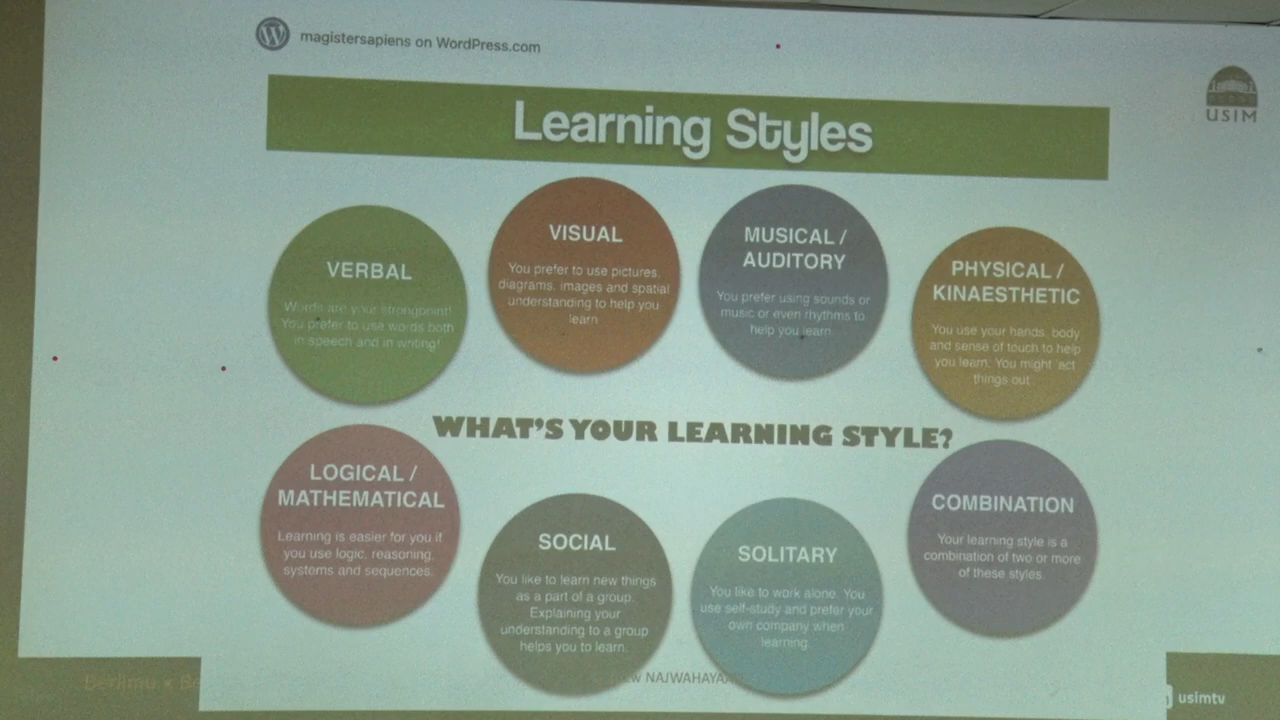 magistersapiens on WordPress.com
USIM
Learning Styles
VERBAL
Words are your strongpoint!
You prefer to use words both
in speech and in writing!
VISUAL
You prefer to use pictures,
diagrams, images and spatial
understanding to help you
learn
MUSICAL /
AUDITORY
You prefer using sounds or
music or even rhythms to
help you learn.
PHYSICAL /
KINAESTHETIC
You use your hands, body
and sense of touch to help
you learn. You might 'act
things out'.
WHAT'S YOUR LEARNING STYLE?
LOGICAL /
MATHEMATICAL
Learning is easier for you if
you use logic, reasoning,
systems and sequences.
SOCIAL
You like to learn new things
as a part of a group.
Explaining your
understanding to a group
helps you to learn.
SOLITARY
You like to work alone. You
use self-study and prefer your
own company when
learning.
COMBINATION
Your learning style is a
combination of two or more
of these styles.
Berilmu
usimtv